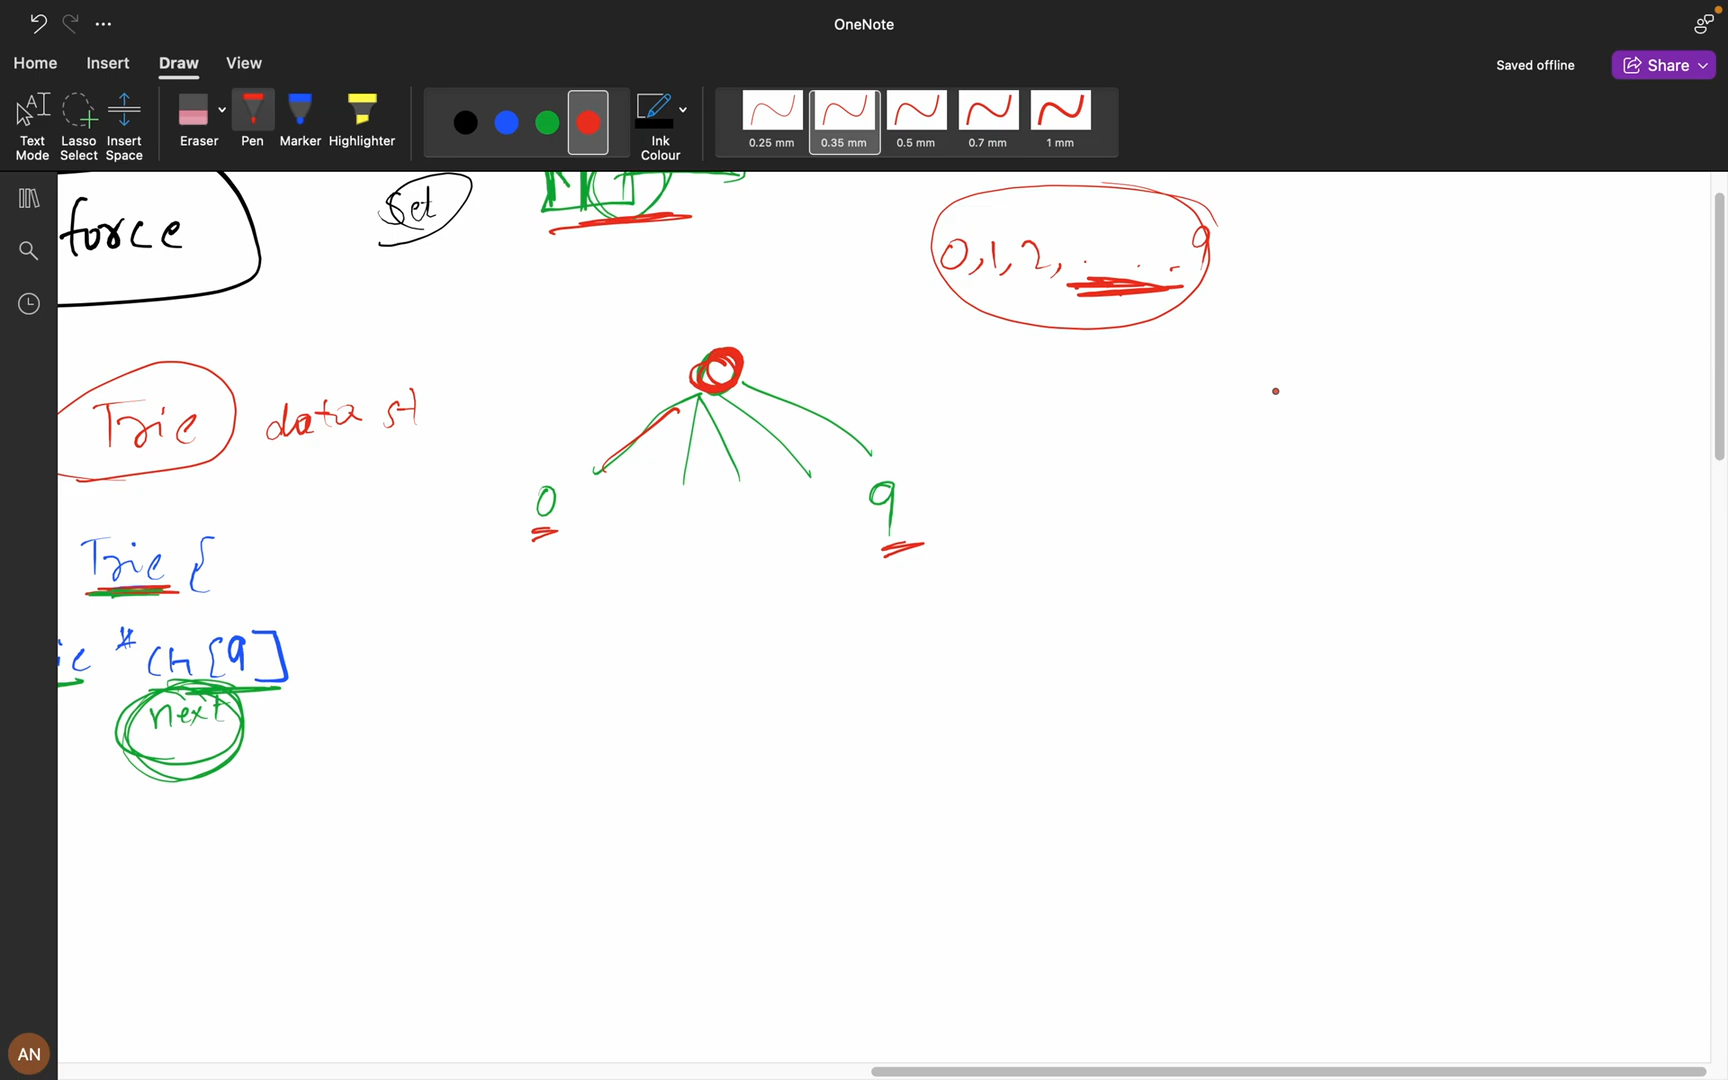 OneNote
Home Insert Draw View
Saved offline
Share
Text Mode
Lasso Select
Insert Space
Eraser
Pen
Marker
Highlighter
Ink Colour
0.25 mm
0.35 mm
0.5 mm
0.7 mm
1 mm
force
Set
0,1,2, . . . 9
Trie data st
0
9
Trie {
ie * ch[9]
next
AN